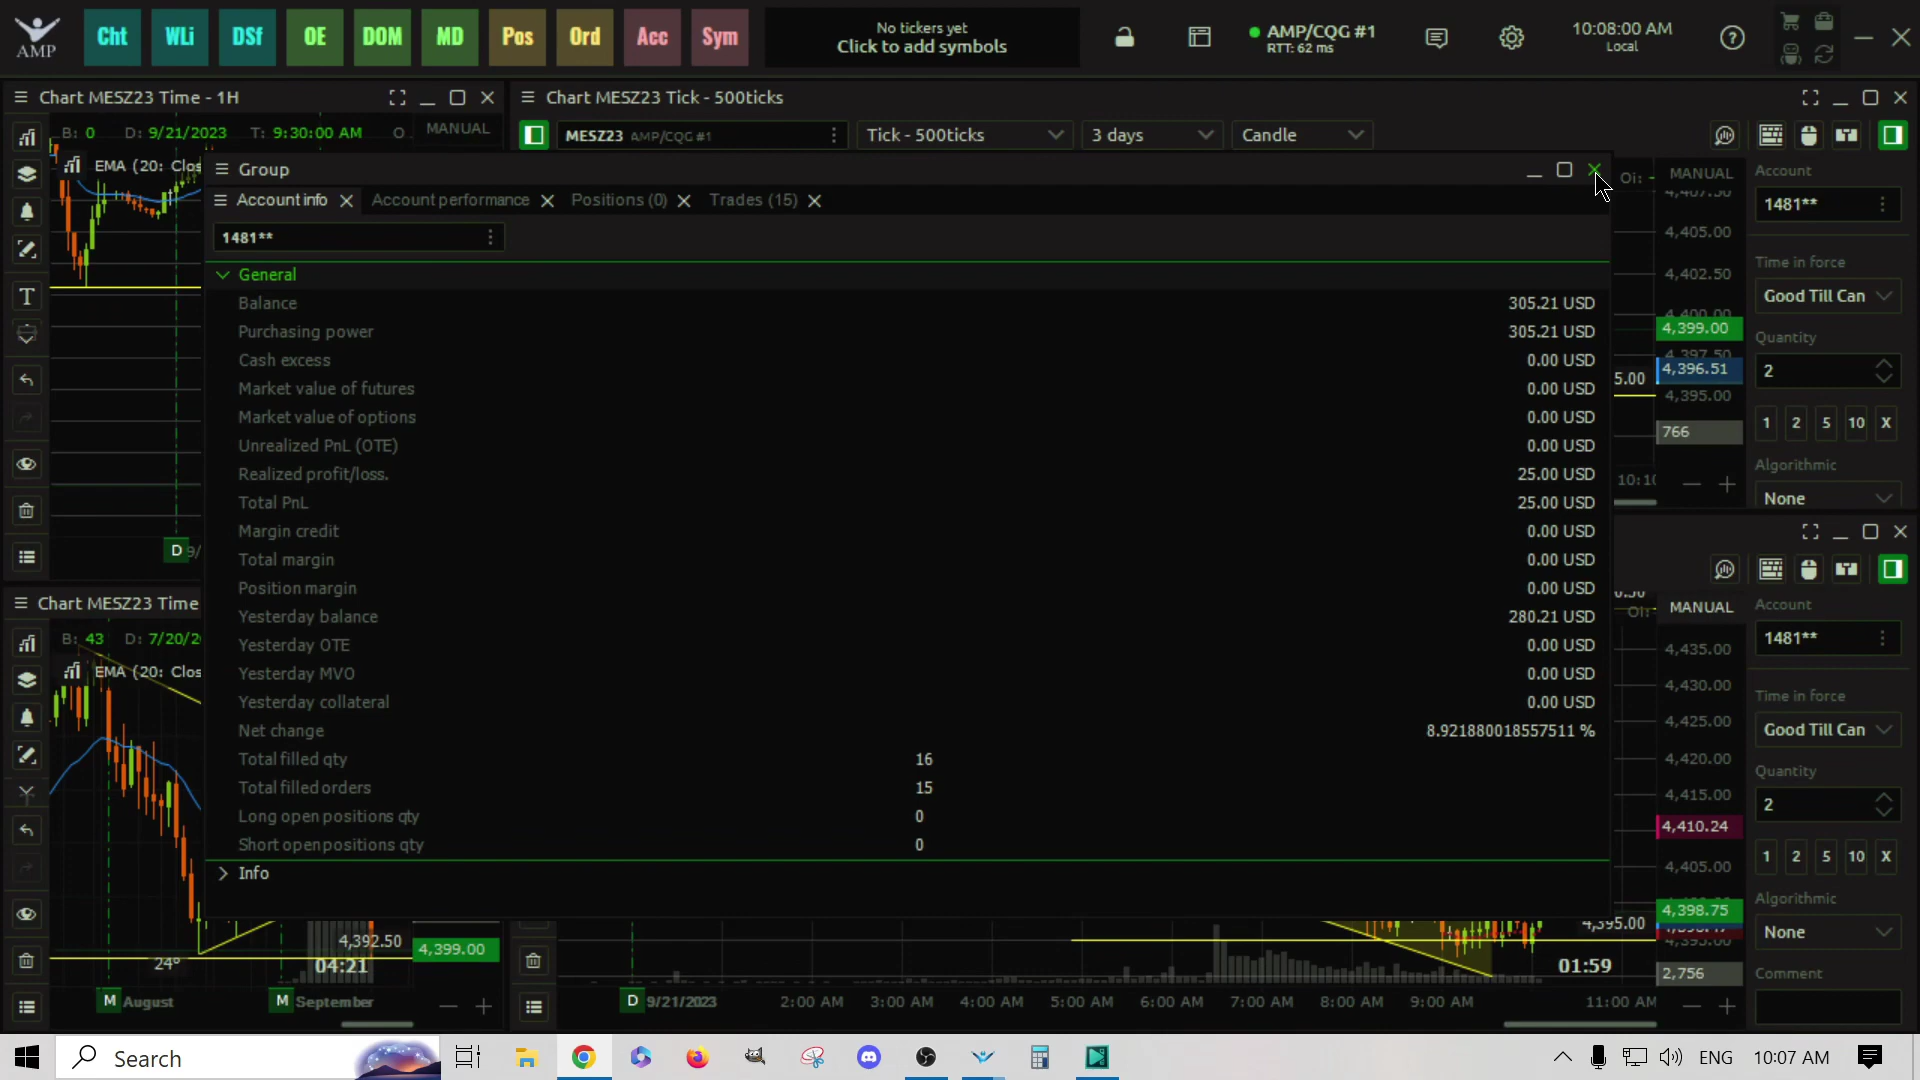 AMP
Cht
WLi
DSf
OE
DOM
MD
Pos
Ord
Acc
Sym
No tickers yet
Click to add symbols
AMP/CQG #1
RTT: 62 ms
10:08:00 AM
Local
Chart MESZ23 Time - 1H
Chart MESZ23 Tick - 500ticks
B: 0 D: 9/21/2023 T: 9:30:00 AM O
MANUAL
MESZ23 AMP/CQG #1
Tick - 500ticks
3 days
Candle
EMA (20: Clos
Group
Account info
Account performance
Positions (0)
Trades (15)
1481**
General
Balance 305.21 USD
Purchasing power 305.21 USD
Cash excess 0.00 USD
Market value of futures 0.00 USD
Market value of options 0.00 USD
Unrealized PnL (OTE) 0.00 USD
Realized profit/loss. 25.00 USD
Total PnL 25.00 USD
Margin credit 0.00 USD
Total margin 0.00 USD
Position margin 0.00 USD
Yesterday balance 280.21 USD
Yesterday OTE 0.00 USD
Yesterday MVO 0.00 USD
Yesterday collateral 0.00 USD
Net change 8.921880018557511 %
Total filled qty 16
Total filled orders 15
Long open positions qty 0
Short open positions qty 0
Info
Oi:
MANUAL
4,405.00
4,402.50
4,399.00
4,397.50
4,396.51
5.00
4,395.00
766
10:10
Account
1481**
Time in force
Good Till Can
Quantity
2
1 2 5 10 X
Algorithmic
None
D 9/
Chart MESZ23 Time
B: 43 D: 7/20/20
EMA (20: Clos
4,392.50
4,399.00
24°
04:21
M August
M September
OI:
MANUAL
4,435.00
4,430.00
4,425.00
4,420.00
4,415.00
4,410.24
4,405.00
4,398.75
4,395.00
2,756
4,395.00
01:59
D 9/21/2023 2:00 AM 3:00 AM 4:00 AM 5:00 AM 6:00 AM 7:00 AM 8:00 AM 9:00 AM 11:00 AM
Account
1481**
Time in force
Good Till Can
Quantity
2
1 2 5 10 X
Algorithmic
None
Comment
Search
ENG
10:07 AM